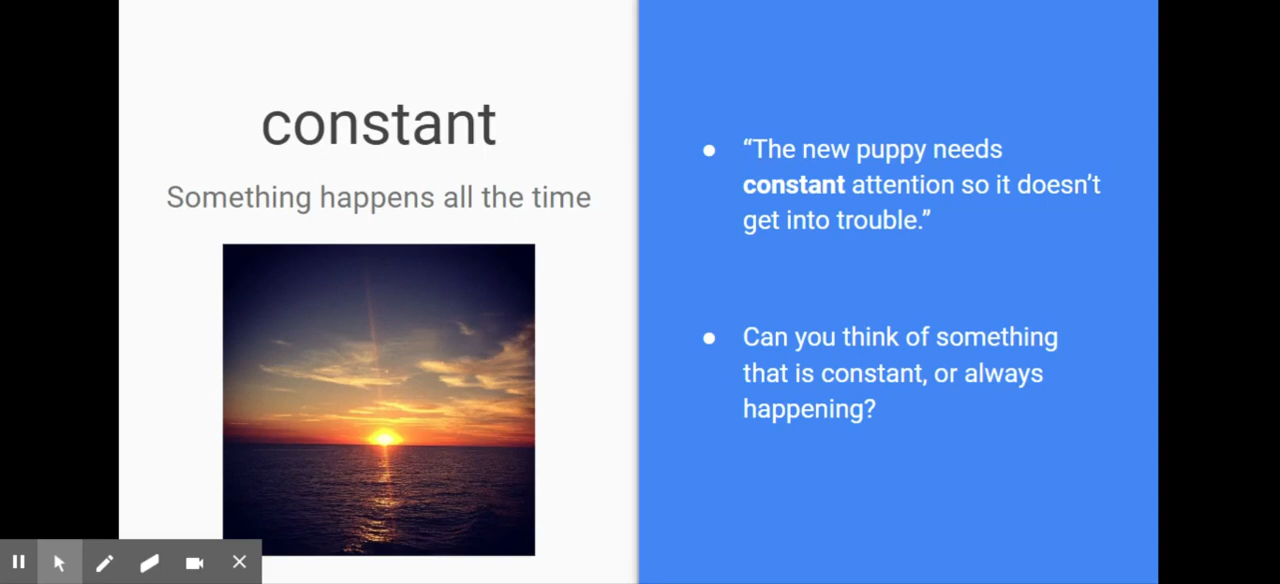 constant
Something happens all the time
● “The new puppy needs
constant attention so it doesn’t
get into trouble.”
● Can you think of something
that is constant, or always
happening?